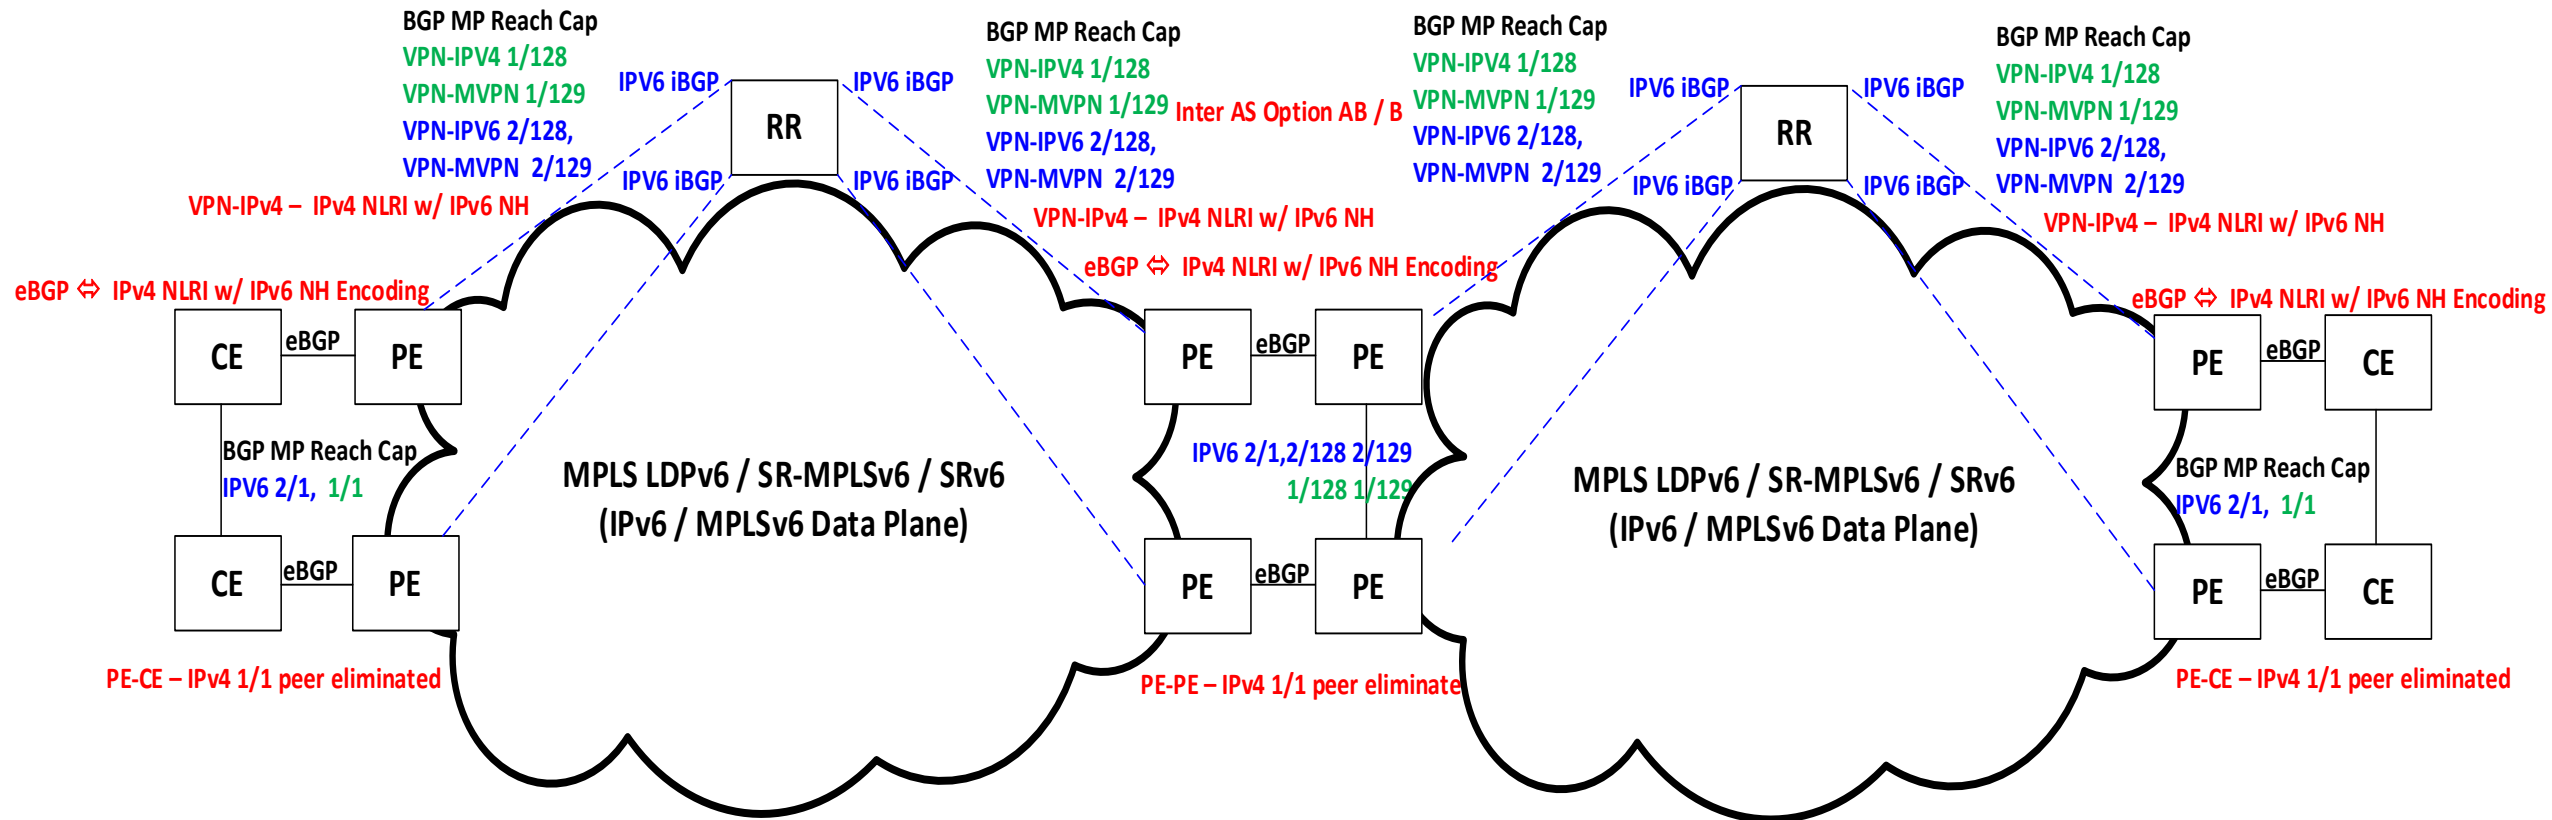 BGP MP Reach Cap
VPN-IPV4 1/128
VPN-MVPN 1/129
VPN-IPV6 2/128,
VPN-MVPN 2/129
IPV6 iBGP
IPV6 iBGP
RR
IPV6 iBGP
IPV6 iBGP
BGP MP Reach Cap
VPN-IPV4 1/128
VPN-MVPN 1/129
VPN-IPV6 2/128,
VPN-MVPN 2/129
Inter AS Option AB / B
BGP MP Reach Cap
VPN-IPV4 1/128
VPN-MVPN 1/129
VPN-IPV6 2/128,
VPN-MVPN 2/129
IPV6 iBGP
IPV6 iBGP
RR
IPV6 iBGP
IPV6 iBGP
BGP MP Reach Cap
VPN-IPV4 1/128
VPN-MVPN 1/129
VPN-IPV6 2/128,
VPN-MVPN 2/129
VPN-IPv4 – IPv4 NLRI w/ IPv6 NH
VPN-IPv4 – IPv4 NLRI w/ IPv6 NH
VPN-IPv4 – IPv4 NLRI w/ IPv6 NH
eBGP ⇔ IPv4 NLRI w/ IPv6 NH Encoding
eBGP ⇔ IPv4 NLRI w/ IPv6 NH Encoding
eBGP ⇔ IPv4 NLRI w/ IPv6 NH Encoding
CE
eBGP
PE
PE
eBGP
PE
PE
eBGP
CE
BGP MP Reach Cap
IPV6 2/1, 1/1
MPLS LDPv6 / SR-MPLSv6 / SRv6
(IPv6 / MPLSv6 Data Plane)
IPV6 2/1,2/128 2/129
1/128 1/129
MPLS LDPv6 / SR-MPLSv6 / SRv6
(IPv6 / MPLSv6 Data Plane)
BGP MP Reach Cap
IPV6 2/1, 1/1
CE
eBGP
PE
PE
eBGP
PE
PE
eBGP
CE
PE-CE – IPv4 1/1 peer eliminated
PE-PE – IPv4 1/1 peer eliminate
PE-CE – IPv4 1/1 peer eliminated